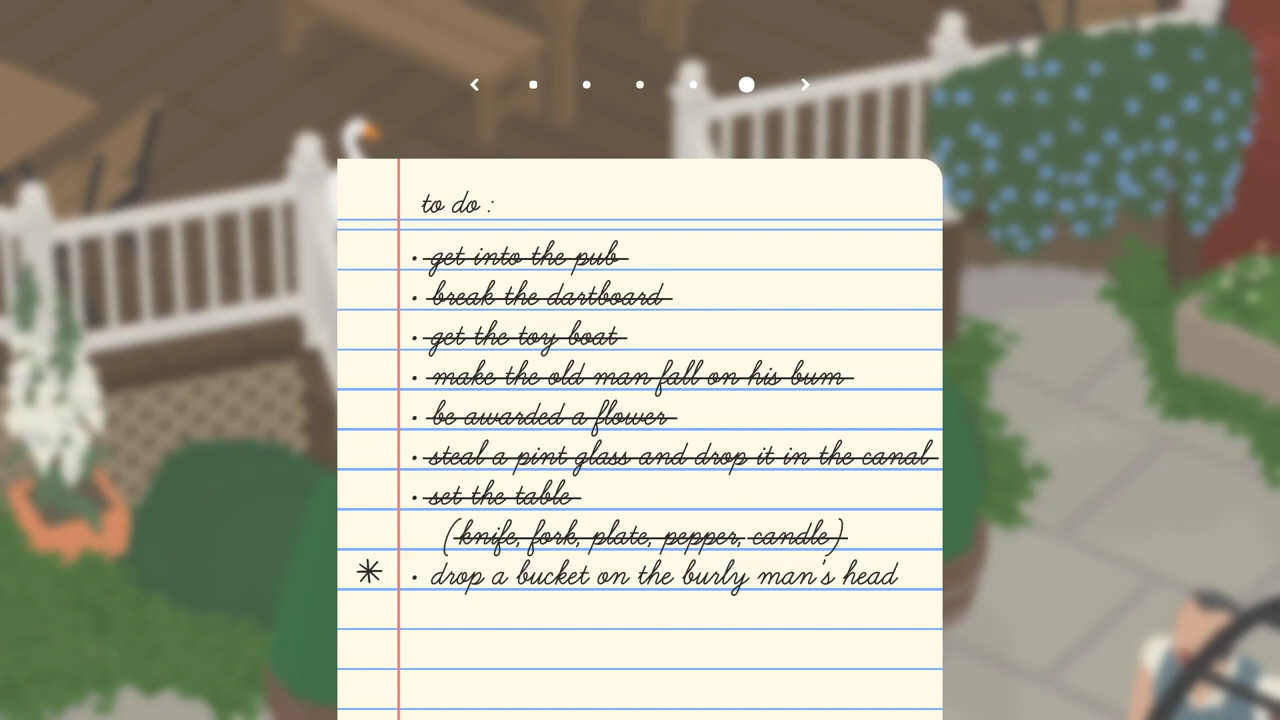 to do :
• get into the pub
• break the dartboard
• get the toy boat
• make the old man fall on his bum
• be awarded a flower
• steal a pint glass and drop it in the canal
• set the table
(knife, fork, plate, pepper, candle)
• drop a bucket on the burly man's head